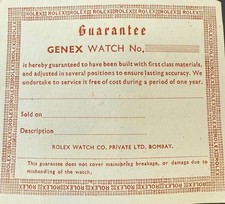 Guarantee
GENEX WATCH No.
is hereby guaranteed to have been built with first class materials,
and adjusted in several positions to ensure lasting accuracy. We
undertake to service it free of cost during a period of one year.
Sold on
Description
ROLEX WATCH CO. PRIVATE LTD. BOMBAY.
This guarantee does not cover mainspring breakage, or damage due to
mishandling of the watch.